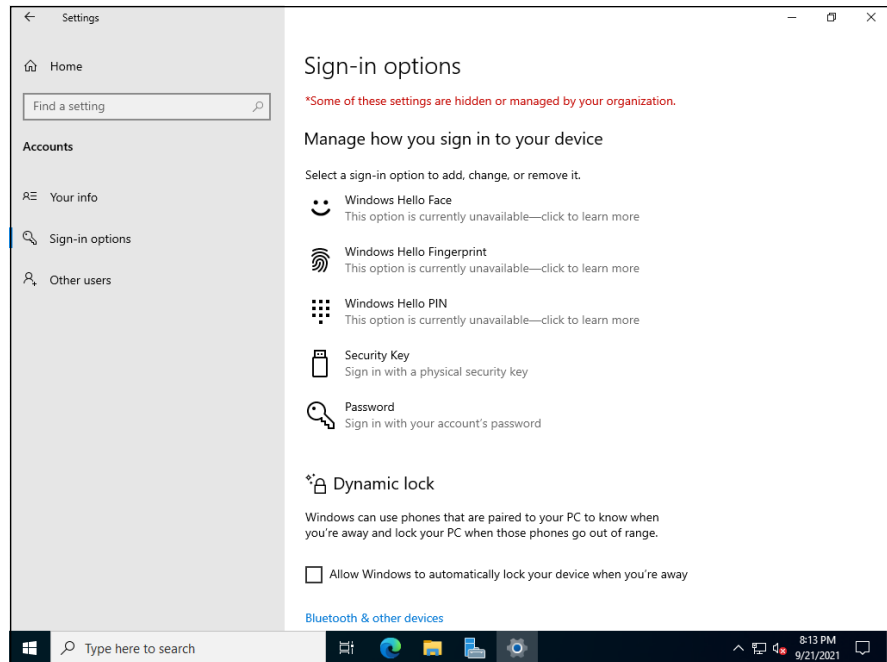 Settings
Home
Find a setting
Accounts
Your info
Sign-in options
Other users
Sign-in options
*Some of these settings are hidden or managed by your organization.
Manage how you sign in to your device
Select a sign-in option to add, change, or remove it.
Windows Hello Face
This option is currently unavailable—click to learn more
Windows Hello Fingerprint
This option is currently unavailable—click to learn more
Windows Hello PIN
This option is currently unavailable—click to learn more
Security Key
Sign in with a physical security key
Password
Sign in with your account's password
Dynamic lock
Windows can use phones that are paired to your PC to know when
you're away and lock your PC when those phones go out of range.
Allow Windows to automatically lock your device when you're away
Bluetooth & other devices
Type here to search
8:13 PM
9/21/2021